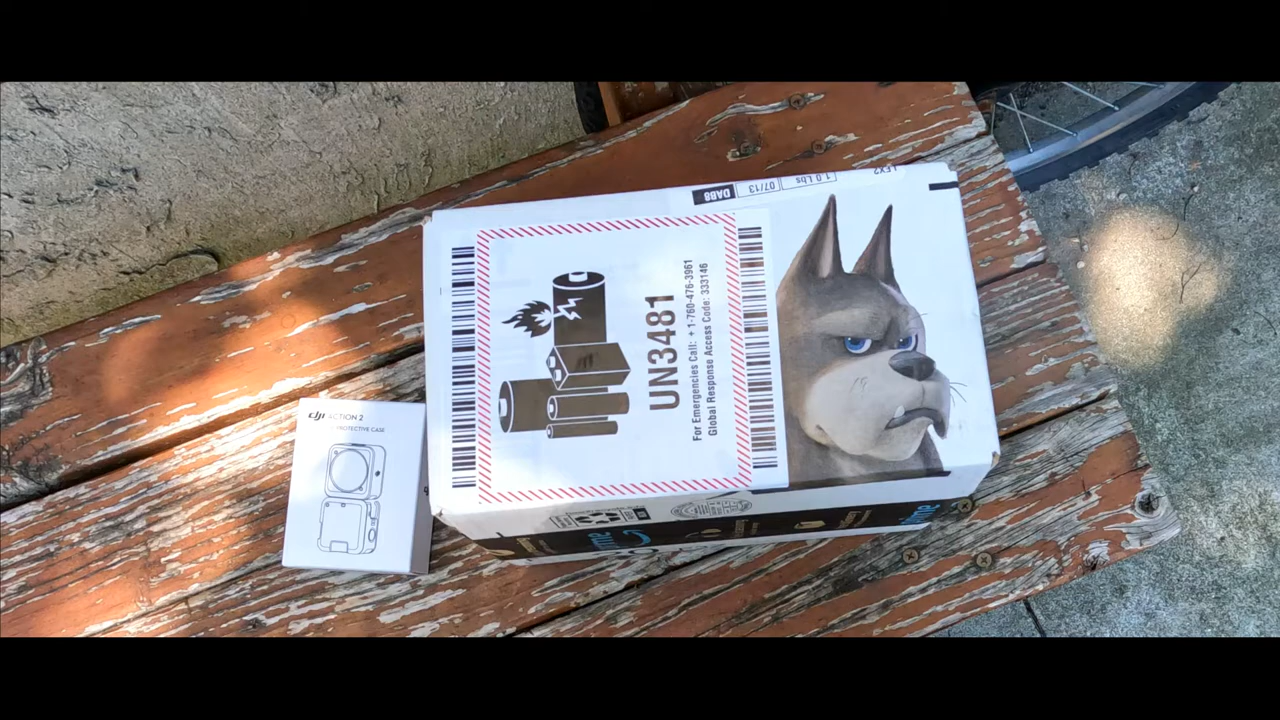 dji ACTION 2
PROTECTIVE CASE
UN3481
For Emergencies Call: +1-760-476-3961
Global Response Access Code: 333146
DAB8
07/13
1.0 Lbs
LEX2